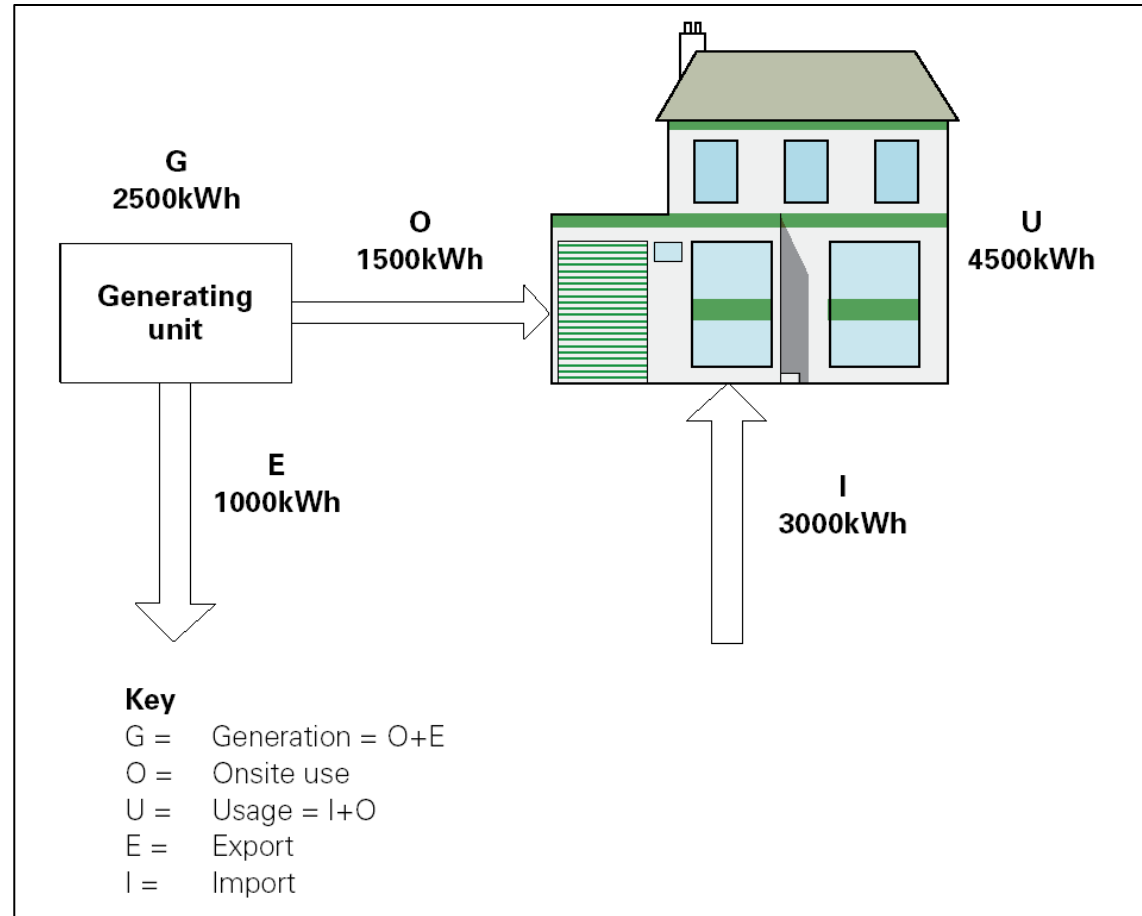 G
2500kWh
O
1500kWh
U
4500kWh
Generating
unit
E
1000kWh
I
3000kWh
Key
G = Generation = O+E
O = Onsite use
U = Usage = I+O
E = Export
I = Import